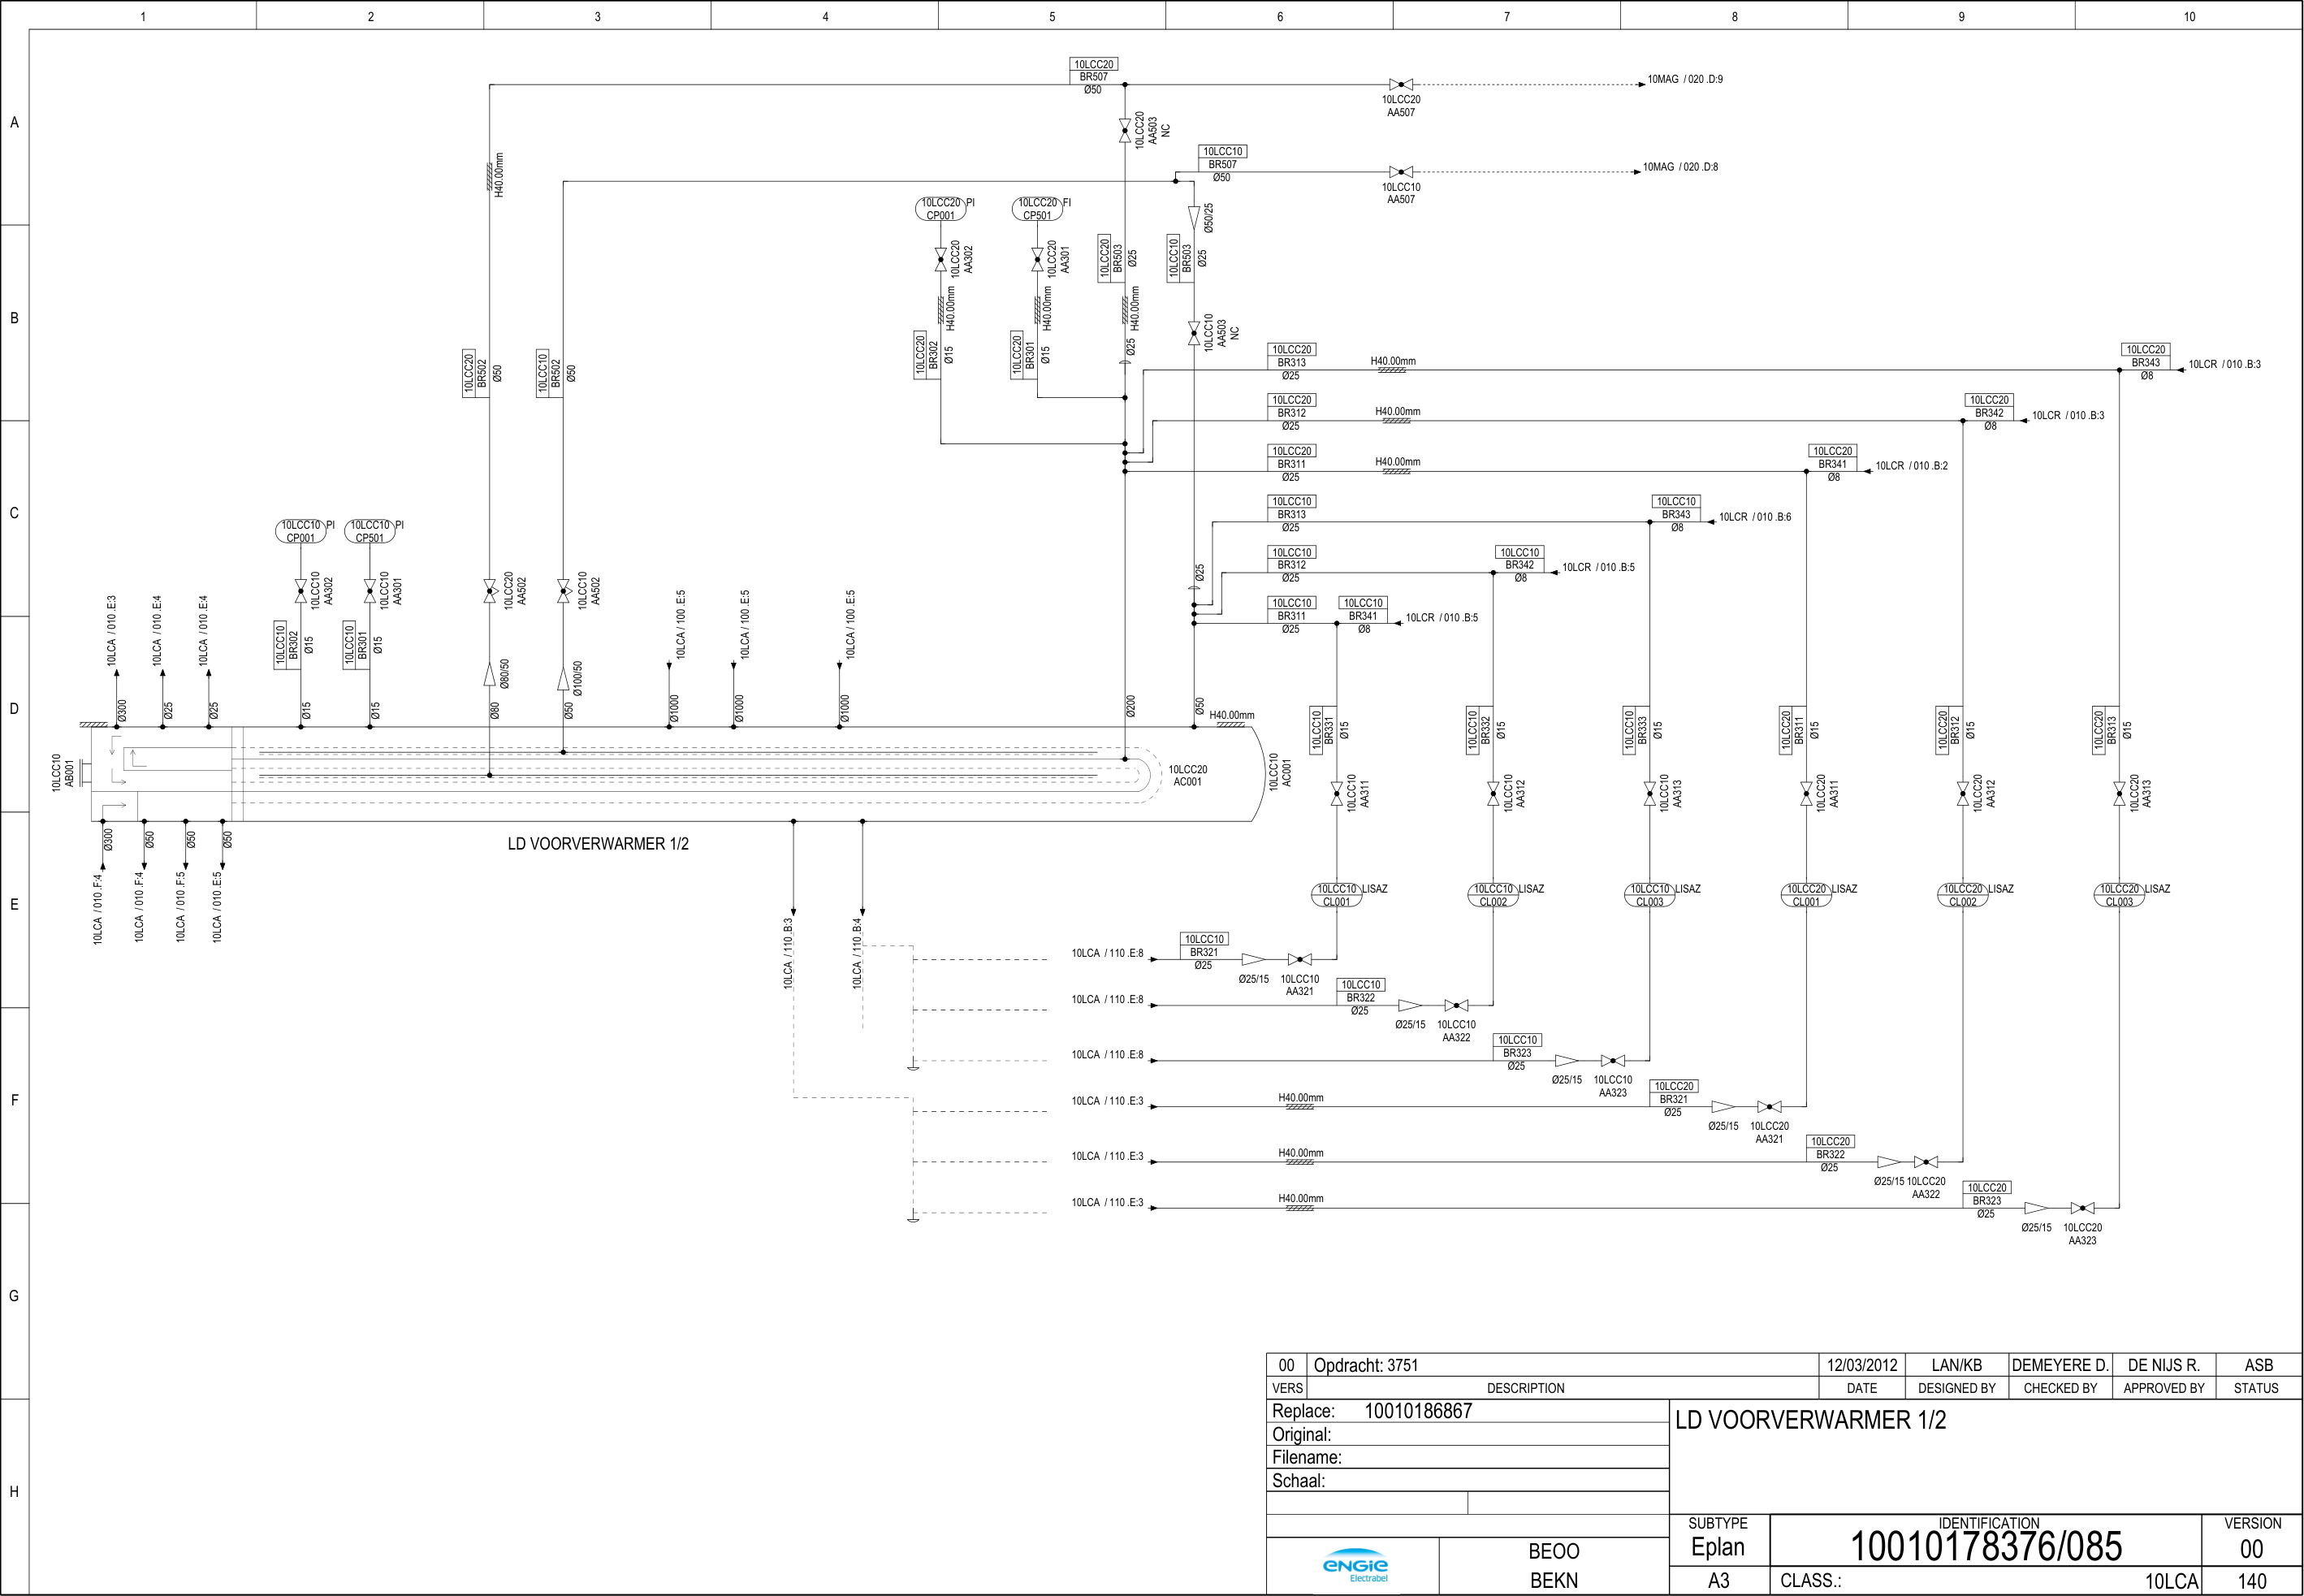 1 2 3 4 5 6 7 8 9 10
A
B
C
D
E
F
G
H
10LCC20
BR507
Ø50
10LCC20
AA507
10MAG / 020 .D:9
10LCC20
AA503
NC
10LCC10
BR507
Ø50
10LCC10
AA507
10MAG / 020 .D:8
H40.00mm
10LCC20 PI
CP001
10LCC20 FI
CP501
10LCC20
AA302
10LCC20
AA301
Ø50/25
10LCC20
BR503
Ø25
10LCC10
BR503
Ø25
H40.00mm
H40.00mm
H40.00mm
10LCC10
AA503
NC
10LCC20
BR502
Ø50
10LCC10
BR502
Ø50
10LCC20
BR302
Ø15
10LCC20
BR301
Ø15
Ø25
10LCC20
BR313
Ø25
H40.00mm
10LCC20
BR343
Ø8
10LCR / 010 .B:3
10LCC20
BR312
Ø25
H40.00mm
10LCC20
BR342
Ø8
10LCR / 010 .B:3
10LCC20
BR311
Ø25
H40.00mm
10LCC20
BR341
Ø8
10LCR / 010 .B:2
10LCC10
BR313
Ø25
10LCC10
BR343
Ø8
10LCR / 010 .B:6
10LCC10
BR312
Ø25
10LCC10
BR342
Ø8
10LCR / 010 .B:5
10LCC10
BR311
Ø25
10LCC10
BR341
Ø8
10LCR / 010 .B:5
10LCC10 PI
CP001
10LCC10 PI
CP501
10LCC10
AA302
10LCC10
AA301
10LCC20
AA502
10LCC10
AA502
Ø25
10LCA / 010 .E:3
10LCA / 010 .E:4
10LCA / 010 .E:4
10LCC10
BR302
Ø15
10LCC10
BR301
Ø15
10LCA / 100 .E:5
10LCA / 100 .E:5
10LCA / 100 .E:5
Ø80/50
Ø100/50
Ø300
Ø25
Ø25
Ø15
Ø15
Ø80
Ø50
Ø1000
Ø1000
Ø1000
Ø200
Ø50
H40.00mm
10LCC10
AB001
10LCC20
AC001
10LCC10
AC001
10LCC10
BR331
Ø15
10LCC10
BR332
Ø15
10LCC10
BR333
Ø15
10LCC20
BR311
Ø15
10LCC20
BR312
Ø15
10LCC20
BR313
Ø15
10LCC10
AA311
10LCC10
AA312
10LCC10
AA313
10LCC20
AA311
10LCC20
AA312
10LCC20
AA313
Ø300
Ø50
Ø50
Ø50
LD VOORVERWARMER 1/2
10LCA / 010 .F:4
10LCA / 010 .F:4
10LCA / 010 .F:5
10LCA / 010 .E:5
10LCC10 LISAZ
CL001
10LCC10 LISAZ
CL002
10LCC10 LISAZ
CL003
10LCC20 LISAZ
CL001
10LCC20 LISAZ
CL002
10LCC20 LISAZ
CL003
10LCA / 110 .B:3
10LCA / 110 .B:4
10LCA / 110 .E:8
10LCC10
BR321
Ø25
Ø25/15
10LCC10
AA321
10LCA / 110 .E:8
10LCC10
BR322
Ø25
Ø25/15
10LCC10
AA322
10LCA / 110 .E:8
10LCC10
BR323
Ø25
Ø25/15
10LCC10
AA323
10LCA / 110 .E:3
H40.00mm
10LCC20
BR321
Ø25
Ø25/15
10LCC20
AA321
10LCA / 110 .E:3
H40.00mm
10LCC20
BR322
Ø25
Ø25/15
10LCC20
AA322
10LCA / 110 .E:3
H40.00mm
10LCC20
BR323
Ø25
Ø25/15
10LCC20
AA323
00 Opdracht: 3751 12/03/2012 LAN/KB DEMEYERE D. DE NIJS R. ASB
VERS DESCRIPTION DATE DESIGNED BY CHECKED BY APPROVED BY STATUS
Replace: 10010186867
Original:
Filename:
Schaal:
LD VOORVERWARMER 1/2
ENGIE
Electrabel
BEOO
BEKN
SUBTYPE IDENTIFICATION VERSION
Eplan 10010178376/085 00
A3 CLASS.: 10LCA 140